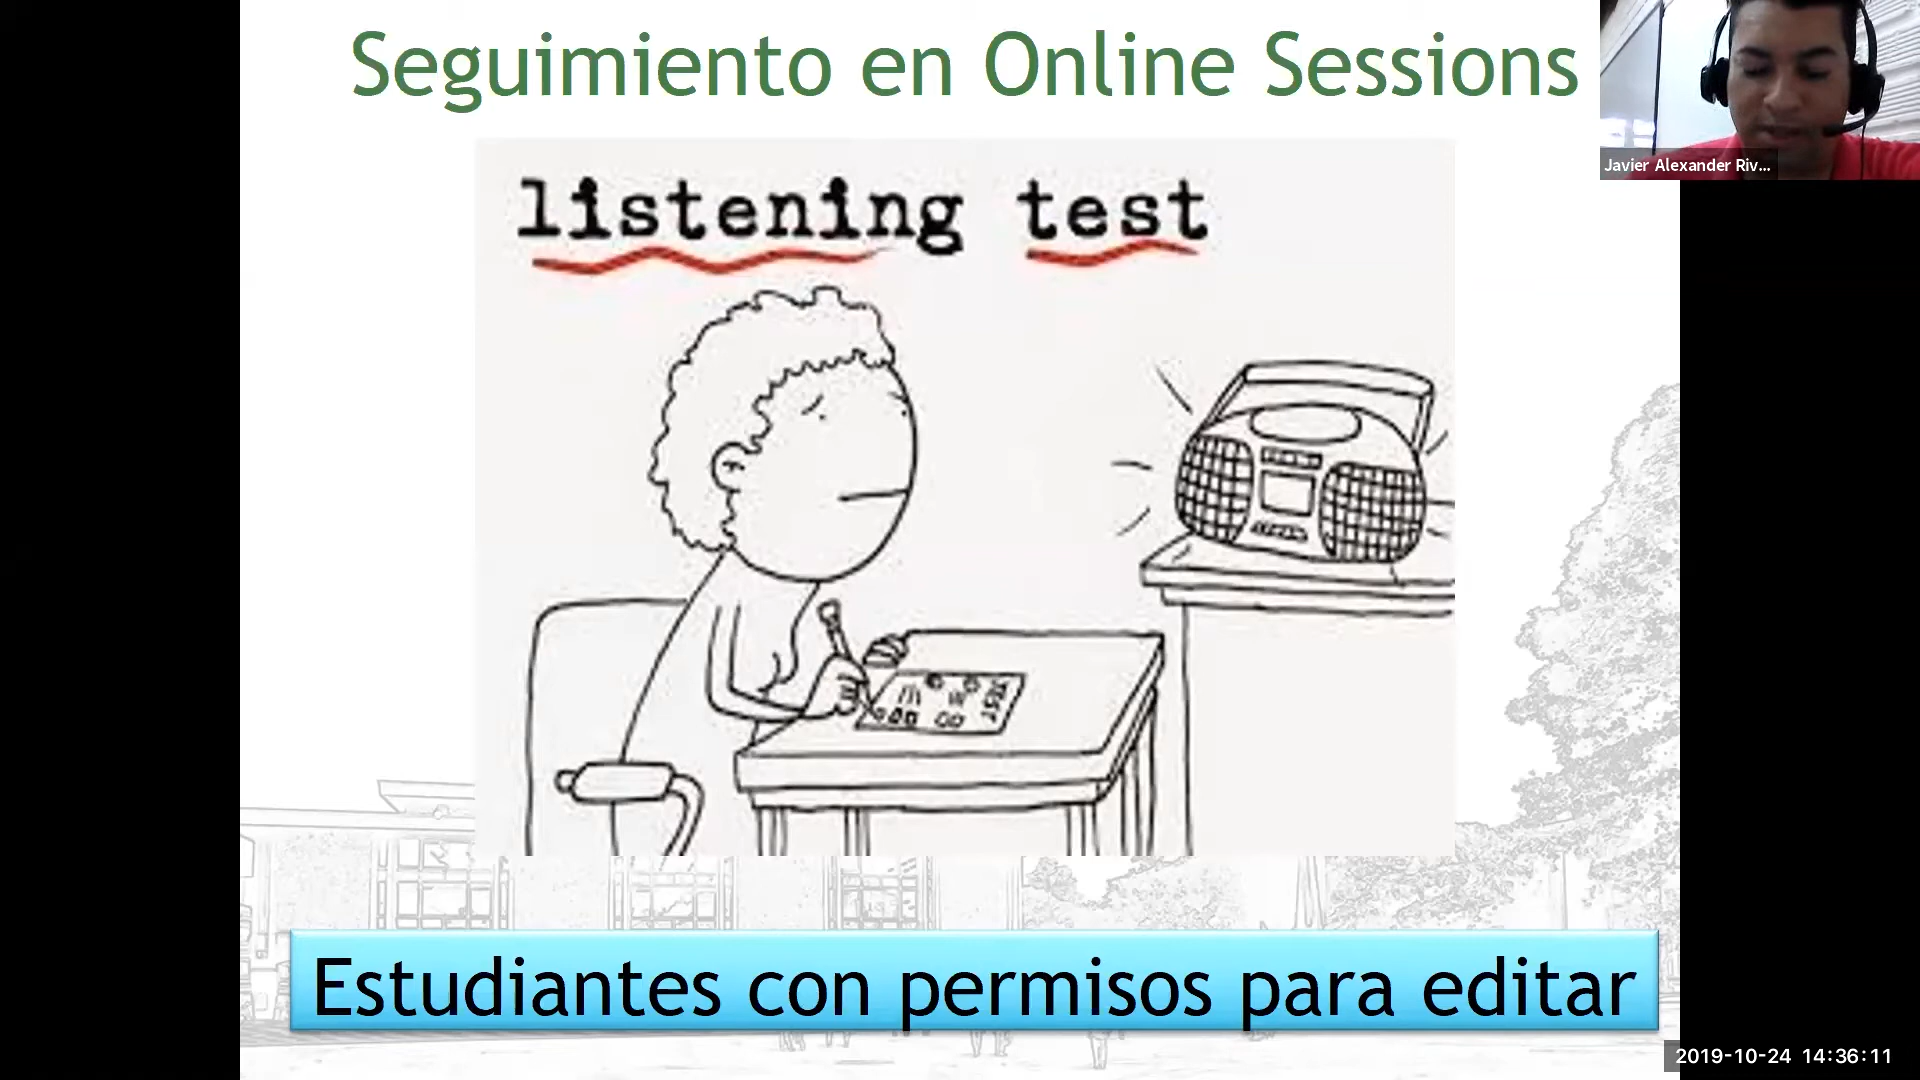 Seguimiento en Online Sessions
Javier Alexander Riv...
listening test
TEST
Estudiantes con permisos para editar
2019-10-24 14:36:11